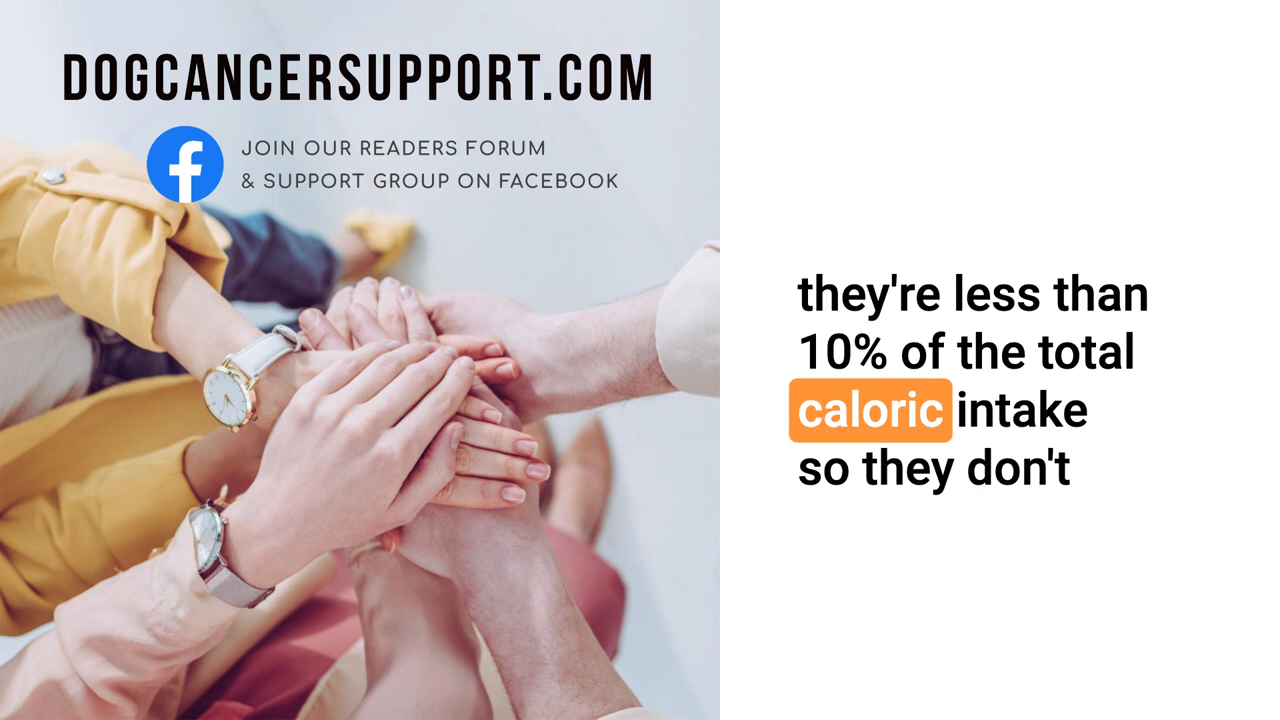 DOGCANCERSUPPORT.COM
JOIN OUR READERS FORUM
& SUPPORT GROUP ON FACEBOOK
they're less than
10% of the total
caloric intake
so they don't